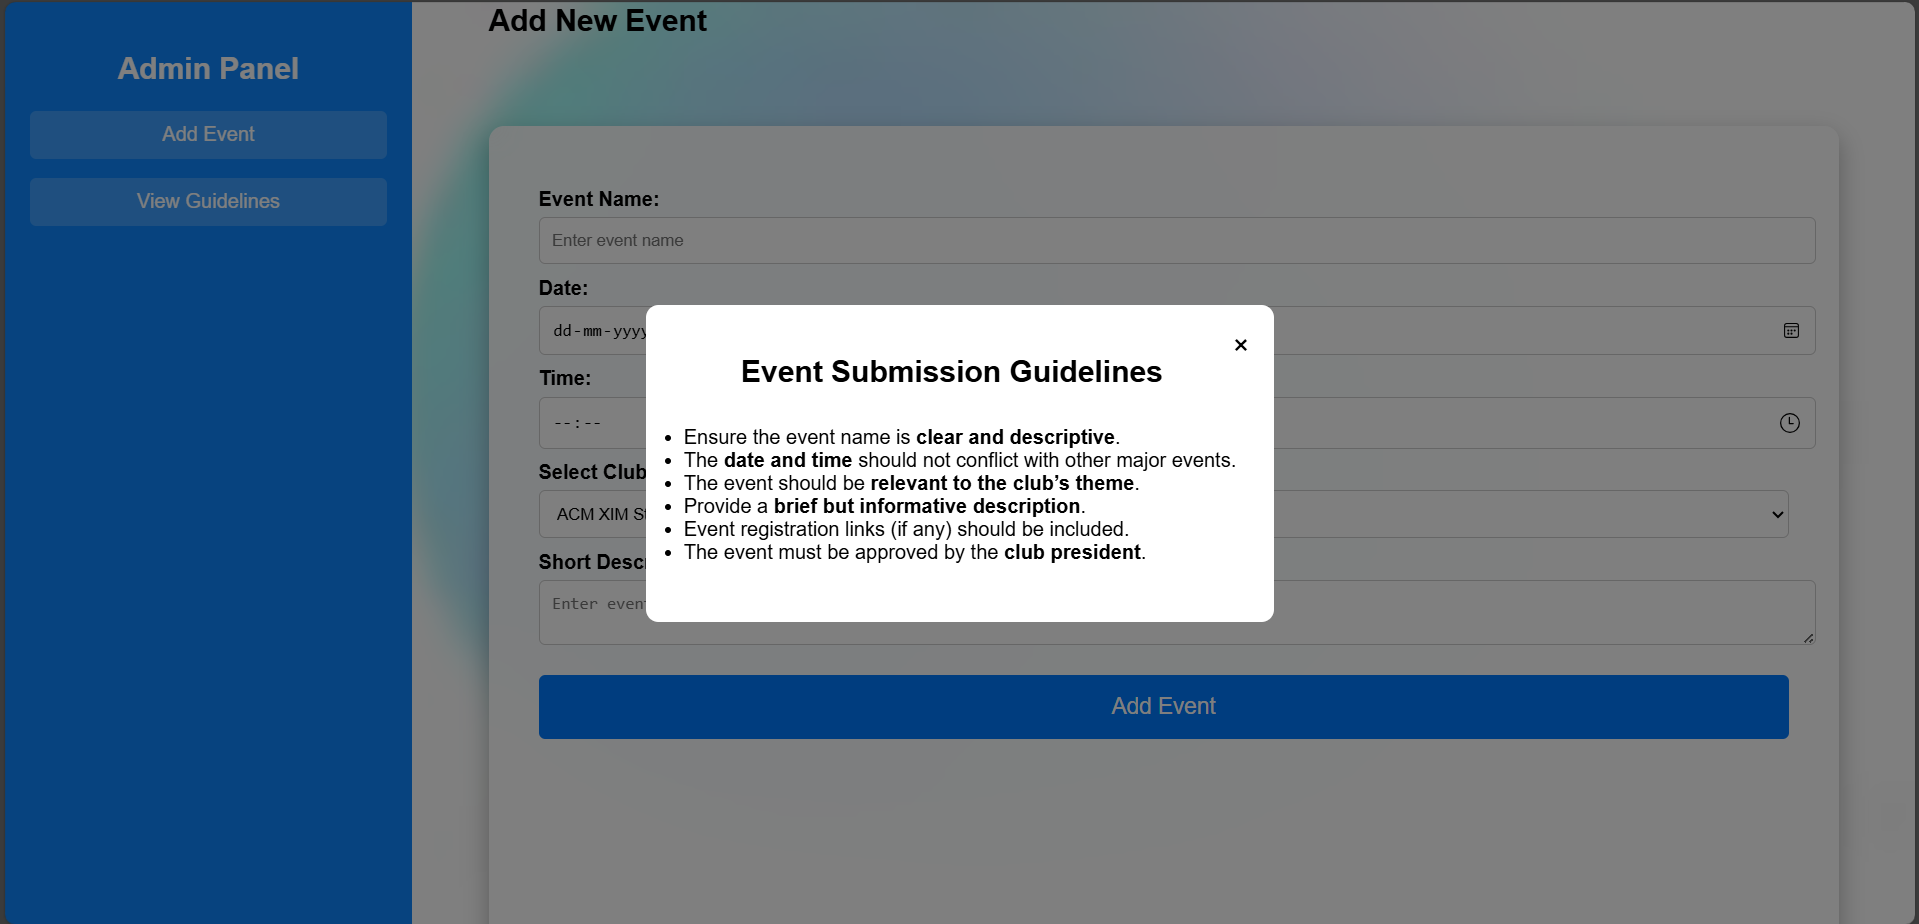 Add New Event
Admin Panel
Add Event
View Guidelines
Event Name:
Enter event name
Date:
dd-mm-yyyy
Time:
--:--
Select Club
ACM XIM
Short
Enter
Event Submission Guidelines
×
• Ensure the event name is clear and descriptive.
• The date and time should not conflict with other major events.
• The event should be relevant to the club’s theme.
• Provide a brief but informative description.
• Event registration links (if any) should be included.
• The event must be approved by the club president.
Add Event